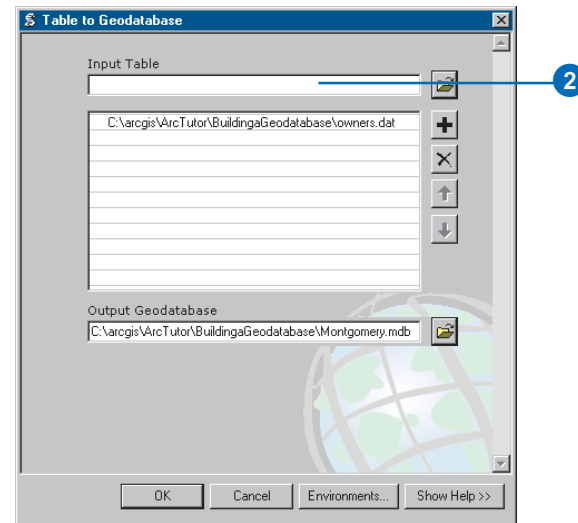 Table to Geodatabase
Input Table
2
C:\arcgis\ArcTutor\BuildingaGeodatabase\owners.dat
Output Geodatabase
C:\arcgis\ArcTutor\BuildingaGeodatabase\Montgomery.mdb
OK Cancel Environments... Show Help >>